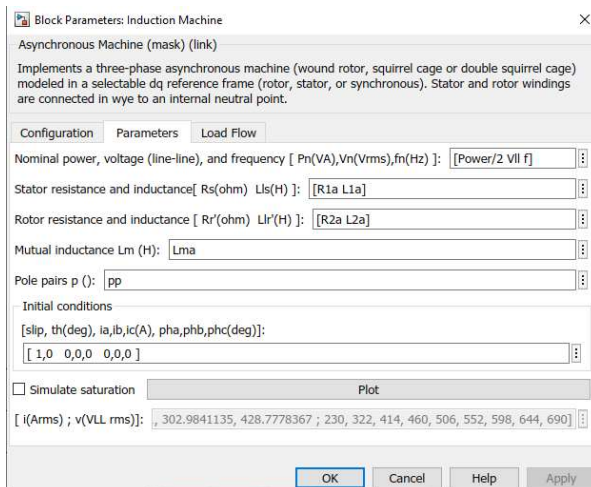 Block Parameters: Induction Machine
Asynchronous Machine (mask) (link)
Implements a three-phase asynchronous machine (wound rotor, squirrel cage or double squirrel cage)
modeled in a selectable dq reference frame (rotor, stator, or synchronous). Stator and rotor windings
are connected in wye to an internal neutral point.
Configuration Parameters Load Flow
Nominal power, voltage (line-line), and frequency [ Pn(VA),Vn(Vrms),fn(Hz) ]: [Power/2 Vll f]
Stator resistance and inductance[ Rs(ohm) Lls(H) ]: [R1a L1a]
Rotor resistance and inductance [ Rr'(ohm) Llr'(H) ]: [R2a L2a]
Mutual inductance Lm (H): Lma
Pole pairs p (): pp
Initial conditions
[slip, th(deg), ia,ib,ic(A), pha,phb,phc(deg)]:
[ 1,0 0,0,0 0,0,0 ]
Simulate saturation Plot
[ i(Arms) ; v(VLL rms)]: , 302.9841135, 428.7778367 ; 230, 322, 414, 460, 506, 552, 598, 644, 690]
OK Cancel Help Apply